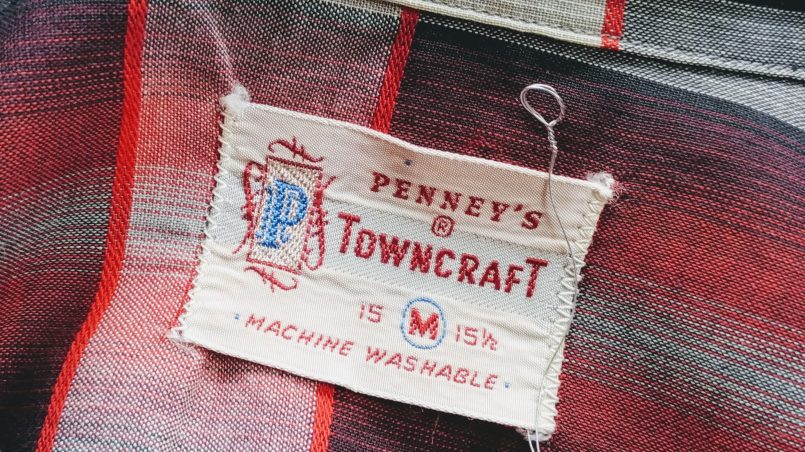 P
PENNEY'S
®
TOWNCRAFT
15 M 15½
· MACHINE WASHABLE ·